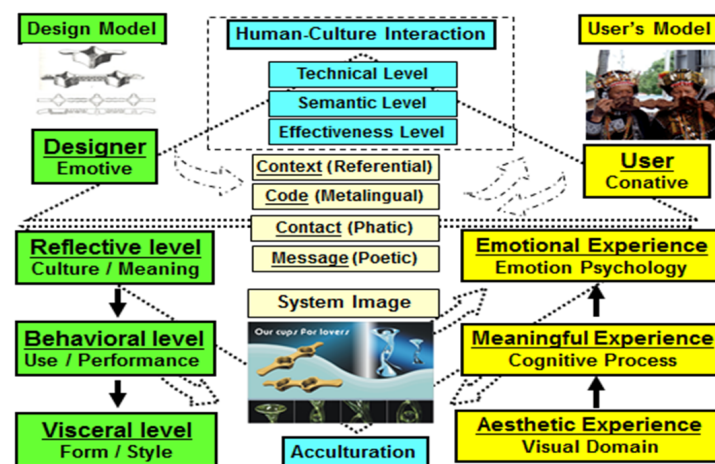 Design Model
Human-Culture Interaction
User's Model
Technical Level
Semantic Level
Effectiveness Level
Designer
Emotive
Context (Referential)
Code (Metalingual)
Contact (Phatic)
Message (Poetic)
User
Conative
Reflective level
Culture / Meaning
Emotional Experience
Emotion Psychology
System Image
Our cups For lovers
Behavioral level
Use / Performance
Meaningful Experience
Cognitive Process
Visceral level
Form / Style
Acculturation
Aesthetic Experience
Visual Domain